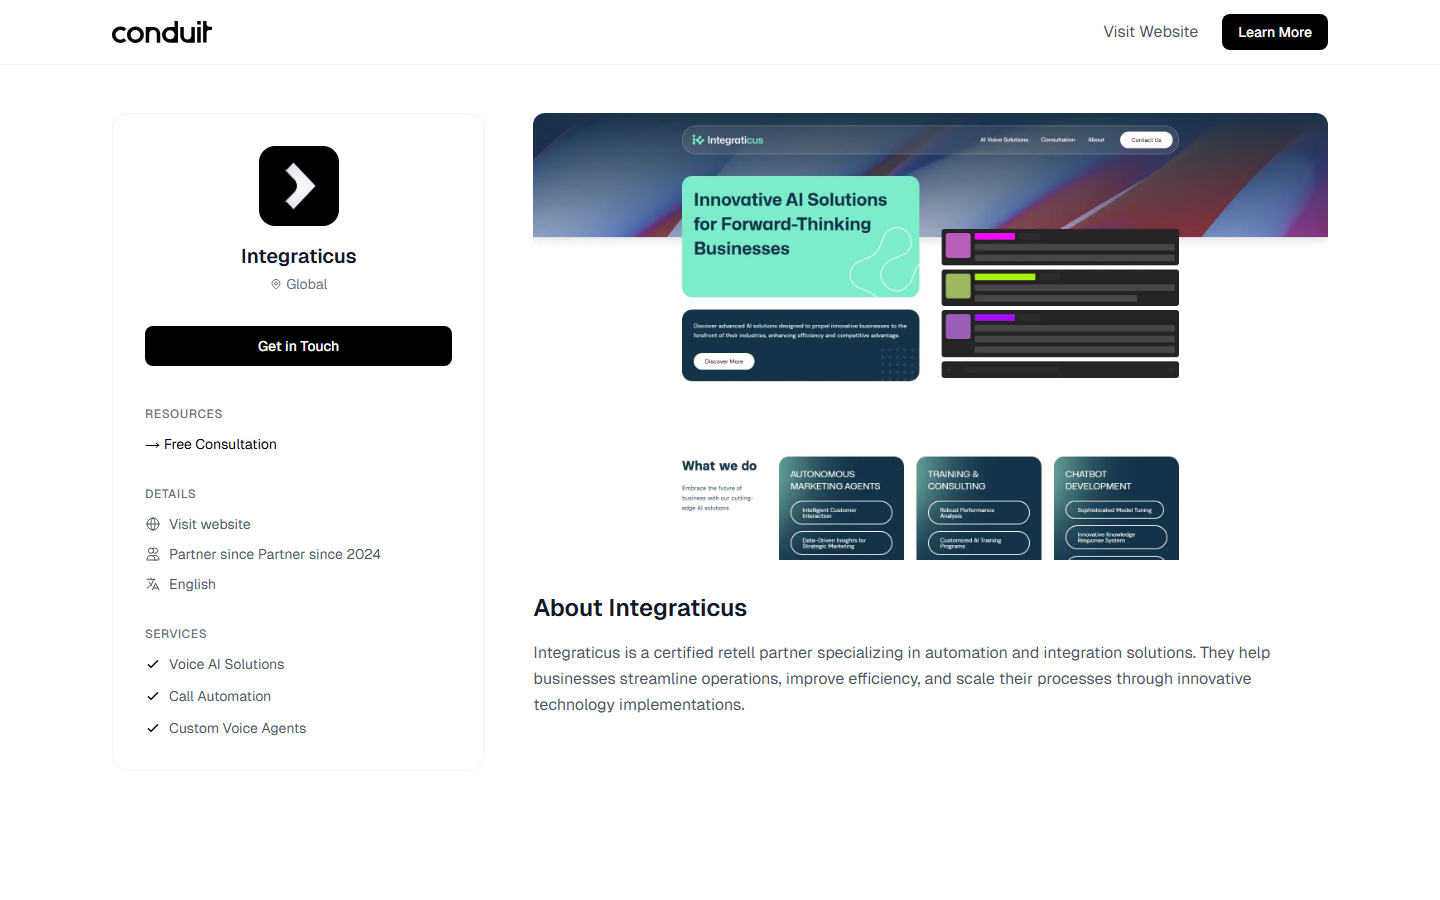 conduit
Visit Website
Learn More
Integraticus
Global
Get in Touch
RESOURCES
→ Free Consultation
DETAILS
Visit website
Partner since Partner since 2024
English
SERVICES
Voice AI Solutions
Call Automation
Custom Voice Agents
Integraticus
AI Voice Solutions
Consultation
About
Contact Us
Innovative AI Solutions
for Forward-Thinking
Businesses
Discover advanced AI solutions designed to propel innovative businesses to the
forefront of their industries, enhancing efficiency and competitive advantage.
Discover More
What we do
Embrace the future of
business with our cutting-
edge AI solutions
AUTONOMOUS
MARKETING AGENTS
Intelligent Customer
Interaction
Data-Driven Insights for
Strategic Marketing
TRAINING &
CONSULTING
Robust Performance
Analysis
Customized AI Training
Programs
CHATBOT
DEVELOPMENT
Sophisticated Model Tuning
Innovative Knowledge
Response System
About Integraticus
Integraticus is a certified retell partner specializing in automation and integration solutions. They help
businesses streamline operations, improve efficiency, and scale their processes through innovative
technology implementations.